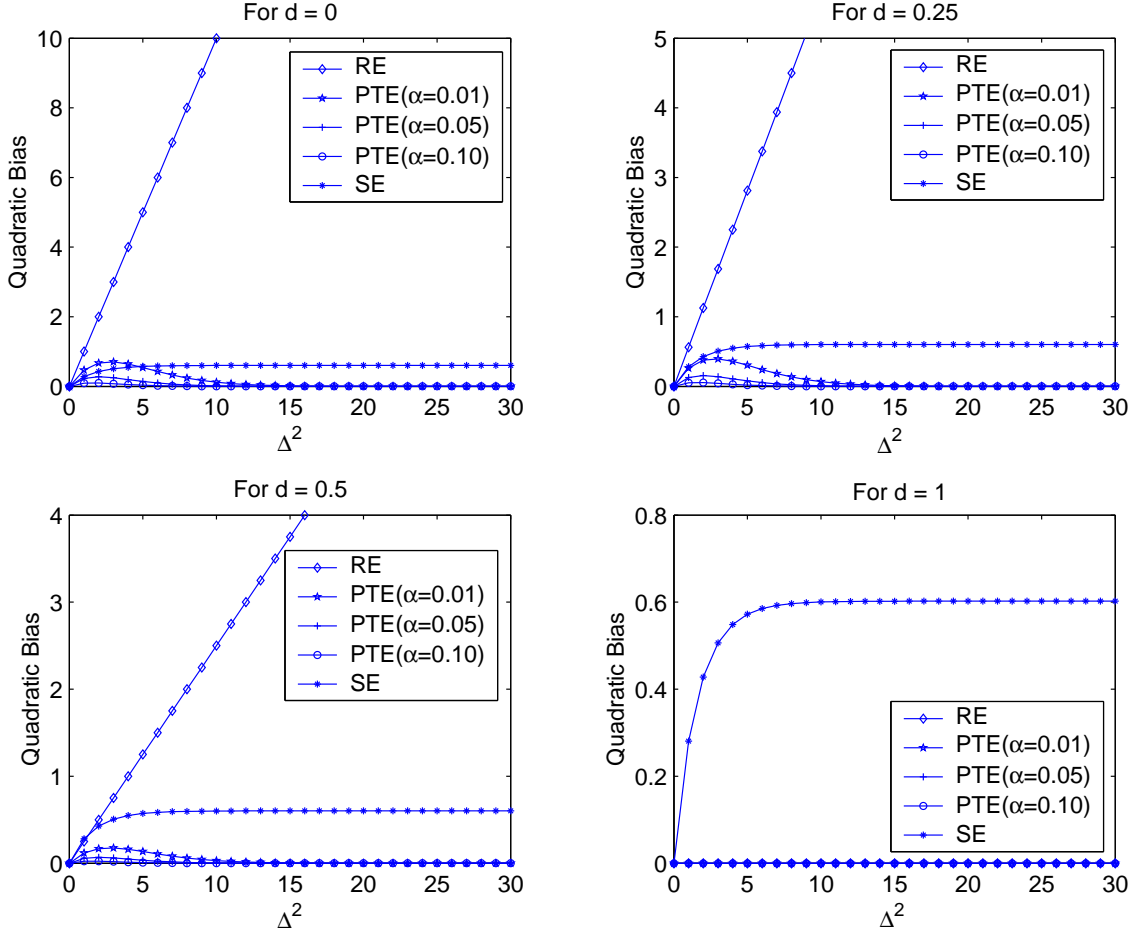 For d = 0
10
8
6
4
2
0
Quadratic Bias
RE
PTE(α=0.01)
PTE(α=0.05)
PTE(α=0.10)
SE
0 5 10 15 20 25 30
Δ²
For d = 0.25
5
4
3
2
1
0
Quadratic Bias
RE
PTE(α=0.01)
PTE(α=0.05)
PTE(α=0.10)
SE
0 5 10 15 20 25 30
Δ²
For d = 0.5
4
3
2
1
0
Quadratic Bias
RE
PTE(α=0.01)
PTE(α=0.05)
PTE(α=0.10)
SE
0 5 10 15 20 25 30
Δ²
For d = 1
0.8
0.6
0.4
0.2
0
Quadratic Bias
RE
PTE(α=0.01)
PTE(α=0.05)
PTE(α=0.10)
SE
0 5 10 15 20 25 30
Δ²